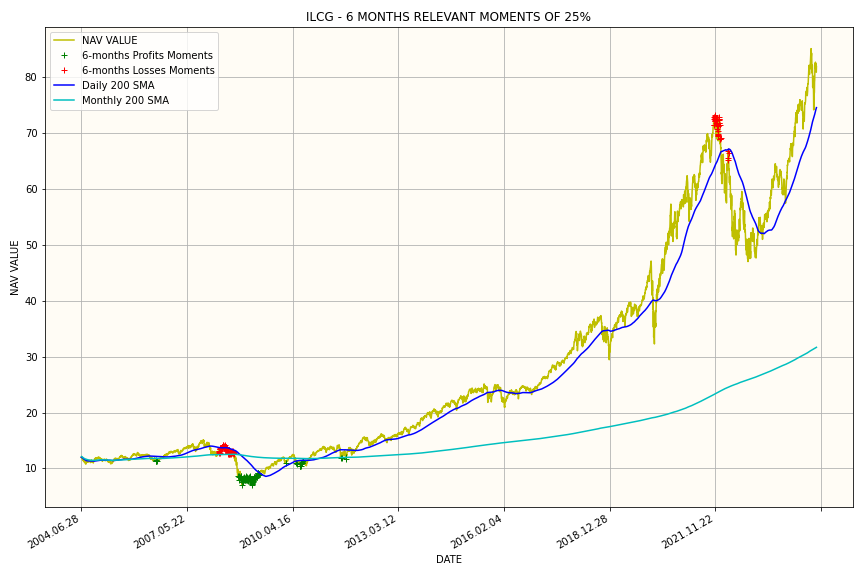 ILCG - 6 MONTHS RELEVANT MOMENTS OF 25%
NAV VALUE
6-months Profits Moments
6-months Losses Moments
Daily 200 SMA
Monthly 200 SMA
NAV VALUE
80
70
60
50
40
30
20
10
2004.06.28
2007.05.22
2010.04.16
2013.03.12
2016.02.04
2018.12.28
2021.11.22
DATE